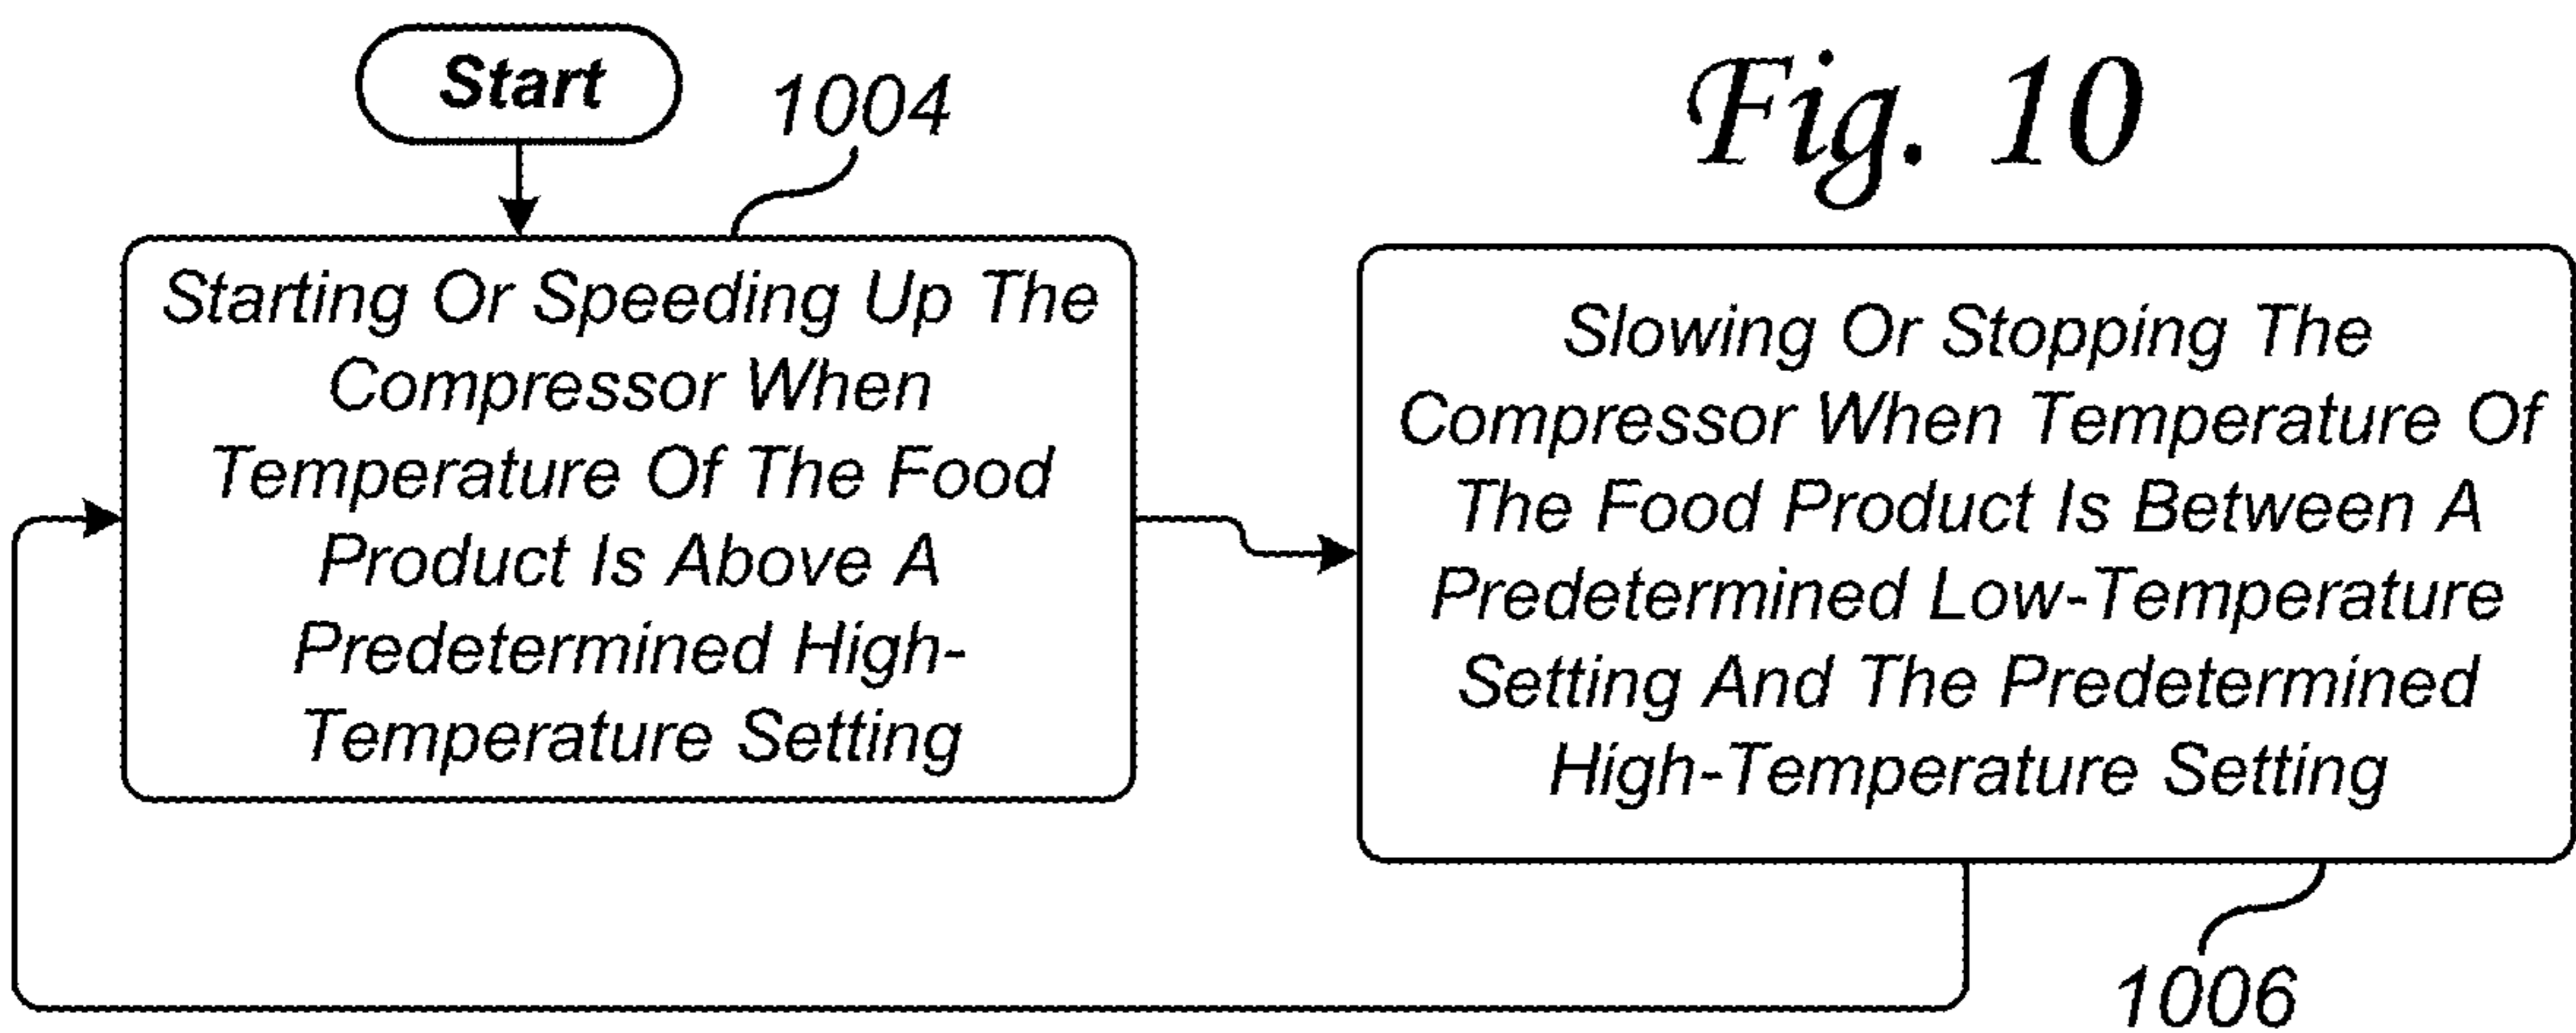 Start
1004
Fig. 10
Starting Or Speeding Up The
Compressor When
Temperature Of The Food
Product Is Above A
Predetermined High-
Temperature Setting
Slowing Or Stopping The
Compressor When Temperature Of
The Food Product Is Between A
Predetermined Low-Temperature
Setting And The Predetermined
High-Temperature Setting
1006